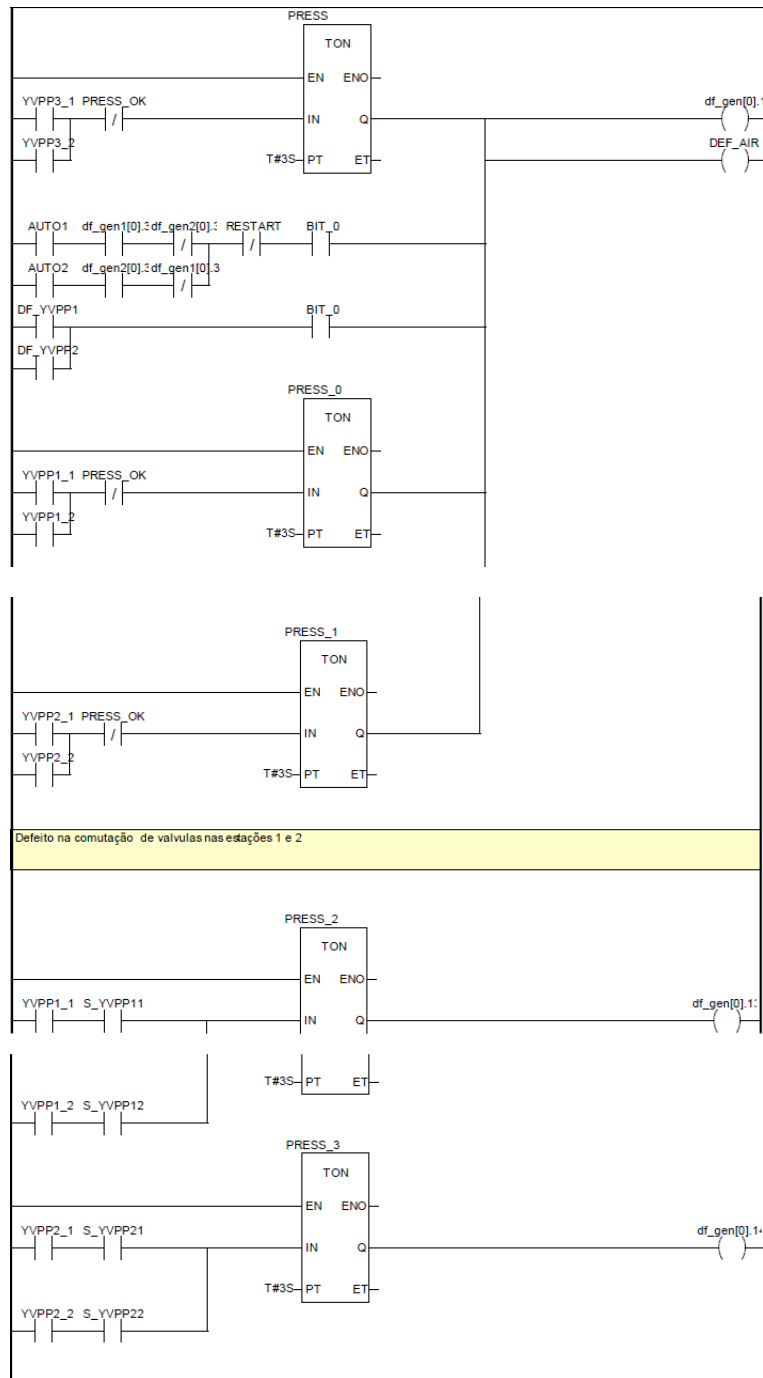 PRESS
TON
EN ENO
YVPP3_1 PRESS_OK df_gen[0].1
IN Q
YVPP3_2 DEF_AIR
T#3S PT ET
AUTO1 df_gen1[0].3 df_gen2[0].3 RESTART BIT_0
AUTO2 df_gen2[0].3 df_gen1[0].3
DF_YVPP1 BIT_0
DF_YVPP2
PRESS_0
TON
EN ENO
YVPP1_1 PRESS_OK
IN Q
YVPP1_2
T#3S PT ET
PRESS_1
TON
EN ENO
YVPP2_1 PRESS_OK
IN Q
YVPP2_2
T#3S PT ET
Defeito na comutação de valvulas nas estações 1 e 2
PRESS_2
TON
EN ENO
YVPP1_1 S_YVPP11 df_gen[0].13
IN Q
T#3S PT ET
YVPP1_2 S_YVPP12
PRESS_3
TON
EN ENO
YVPP2_1 S_YVPP21 df_gen[0].14
IN Q
T#3S PT ET
YVPP2_2 S_YVPP22